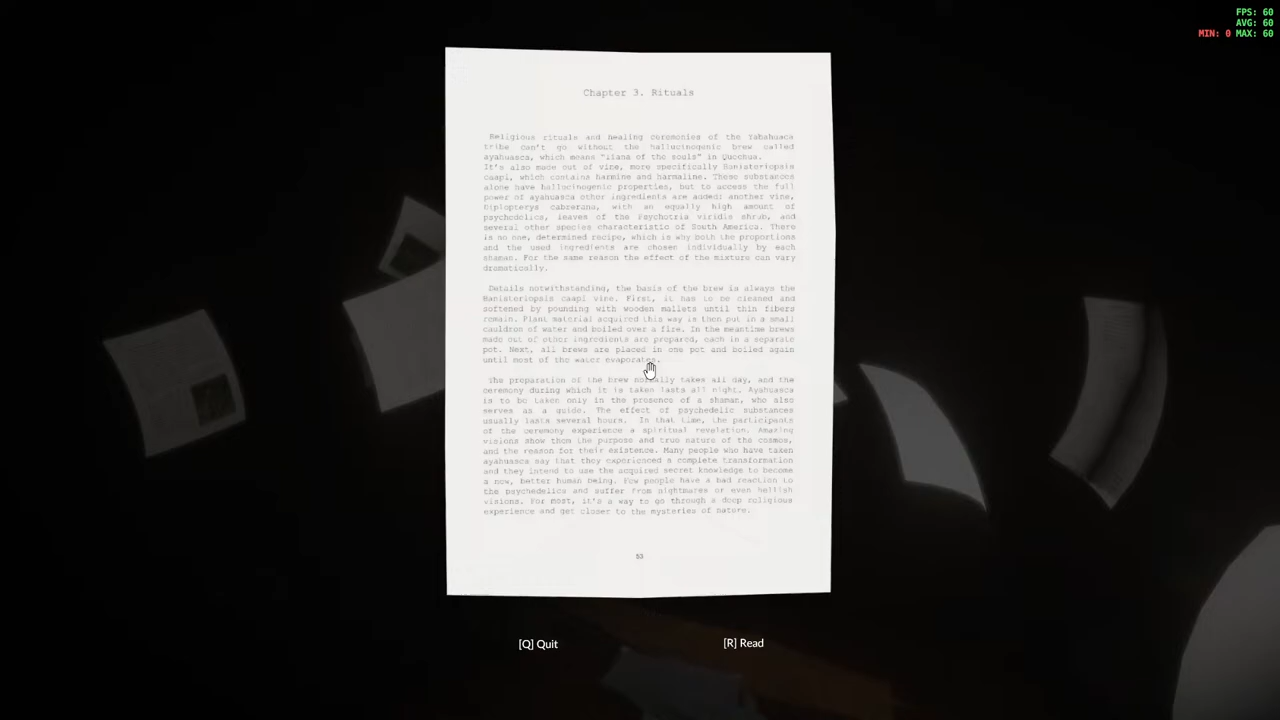 FPS: 60
AVG: 60
MIN: 0 MAX: 60
Chapter 3. Rituals
Religious rituals and healing ceremonies of the Yabahuaca
tribe can't go without the hallucinogenic brew called
ayahuasca, which means "liana of the souls" in Quechua.
It's also made out of vine, more specifically Banisteriopsis
caapi, which contains harmine and harmaline. These substances
alone have hallucinogenic properties, but to access the full
power of ayahuasca other ingredients are added: another vine,
Diplopterys cabrerana, with an equally high amount of
psychedelics, leaves of the Psychotria viridis shrub, and
several other species characteristic of South America. There
is no one, determined recipe, which is why both the proportions
and the used ingredients are chosen individually by each
shaman. For the same reason the effect of the mixture can vary
dramatically.
Details notwithstanding, the basis of the brew is always the
Banisteriopsis caapi vine. First, it has to be cleaned and
softened by pounding with wooden mallets until thin fibers
remain. Plant material acquired this way is then put in a small
cauldron of water and boiled over a fire. In the meantime brews
made out of other ingredients are prepared, each in a separate
pot. Next, all brews are placed in one pot and boiled again
until most of the water evaporates.
The preparation of the brew normally takes all day, and the
ceremony during which it is taken lasts all night. Ayahuasca
is to be taken only in the presence of a shaman, who also
serves as a guide. The effect of psychedelic substances
usually lasts several hours. In that time, the participants
of the ceremony experience a spiritual revelation. Amazing
visions show them the purpose and true nature of the cosmos,
and the reason for their existence. Many people who have taken
ayahuasca say that they experienced a complete transformation
and they intend to use the acquired secret knowledge to become
a new, better human being. Few people have a bad reaction to
the psychedelics and suffer from nightmares or even hellish
visions. For most, it's a way to go through a deep religious
experience and get closer to the mysteries of nature.
53
[Q] Quit
[R] Read